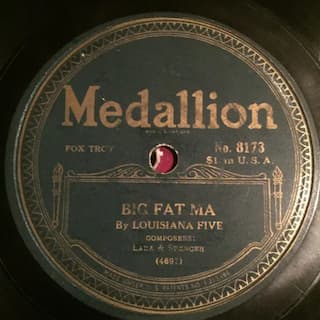 Medallion
FOX TROT
No. 8173
$1. in U.S.A.
BIG FAT MA
By LOUISIANA FIVE
COMPOSERS:
LADA & SPENCER
(4697)